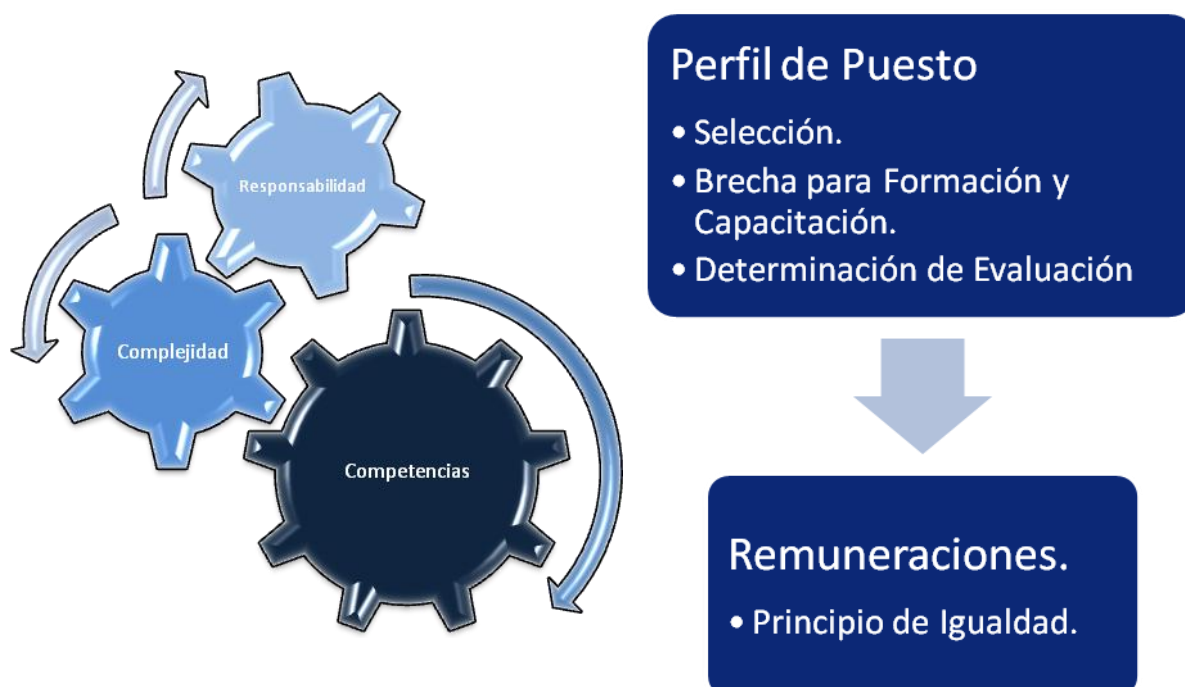 Responsabilidad
Complejidad
Competencias
Perfil de Puesto
• Selección.
• Brecha para Formación y
Capacitación.
• Determinación de Evaluación
Remuneraciones.
• Principio de Igualdad.